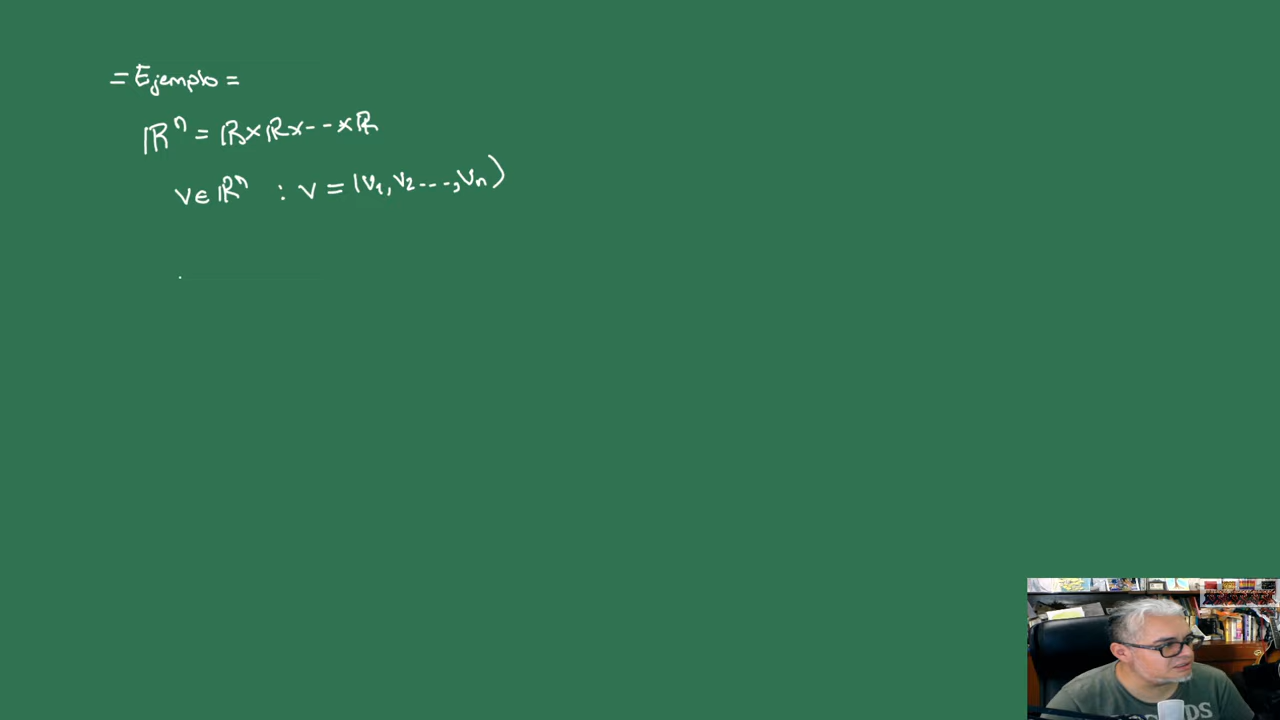 = Ejemplo =
ℝⁿ = ℝ×ℝ×---×ℝ
v∈ℝⁿ : v = (v₁, v₂ ----, vₙ)